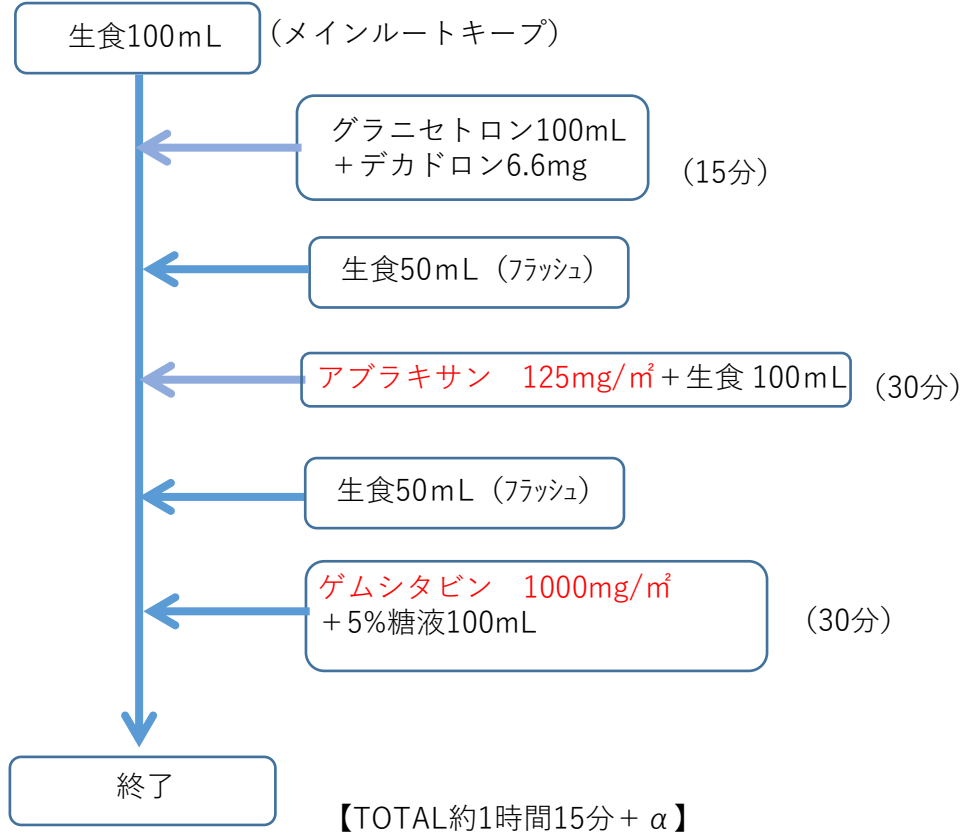 生食100mL
(メインルートキープ)
グラニセトロン100mL
+デカドロン6.6mg
(15分)
生食50mL(フラッシュ)
アブラキサン 125mg/㎡+生食 100mL
(30分)
生食50mL(フラッシュ)
ゲムシタビン 1000mg/㎡
+5%糖液100mL
(30分)
終了
【TOTAL約1時間15分+ α】